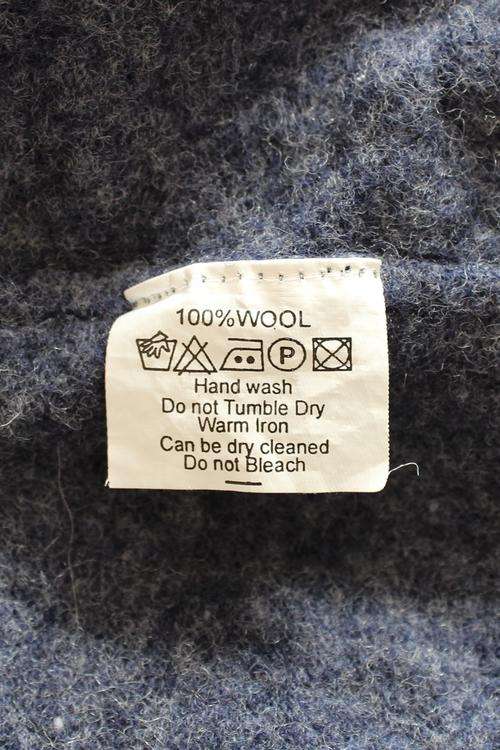 100%WOOL
P
Hand wash
Do not Tumble Dry
Warm Iron
Can be dry cleaned
Do not Bleach